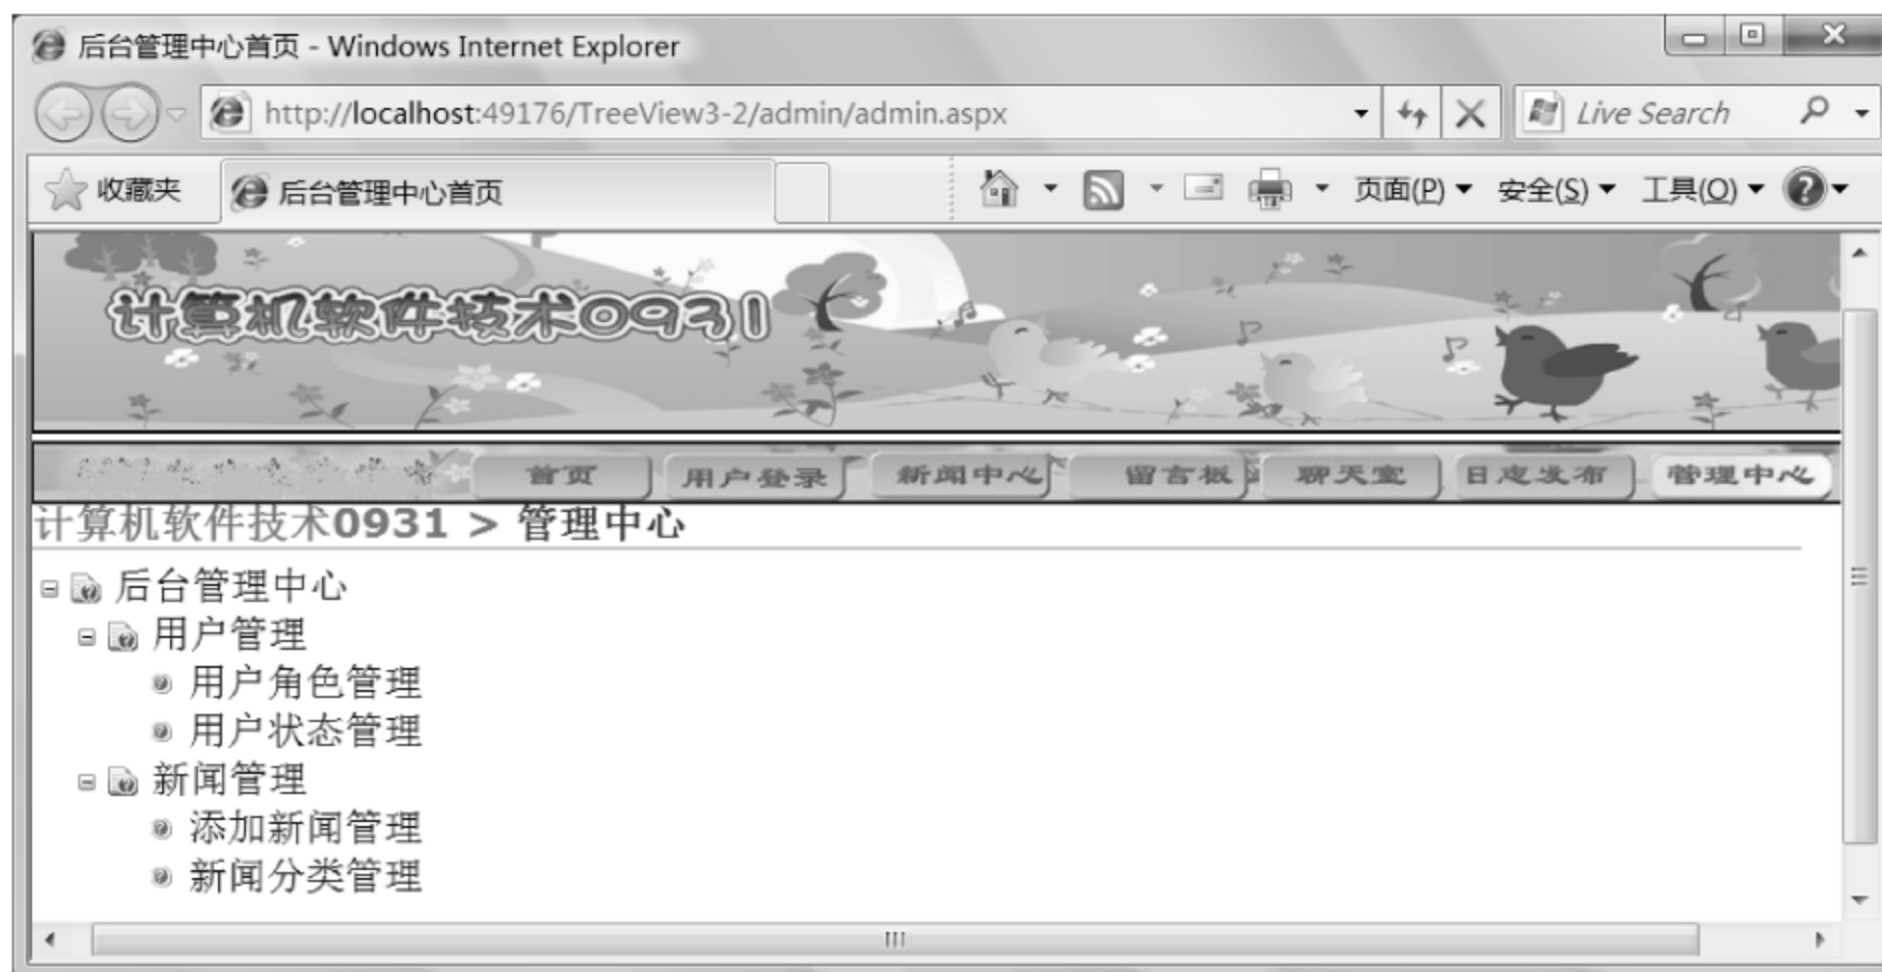 后台管理中心首页 - Windows Internet Explorer
http://localhost:49176/TreeView3-2/admin/admin.aspx Live Search
收藏夹 后台管理中心首页 页面(P) 安全(S) 工具(O)
计算机软件技术0931
首页 用户登录 新闻中心 留言板 聊天室 日志发布 管理中心
计算机软件技术0931 > 管理中心
后台管理中心
用户管理
用户角色管理
用户状态管理
新闻管理
添加新闻管理
新闻分类管理